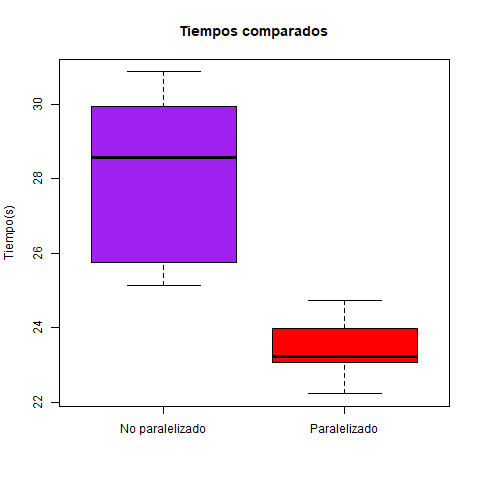 Tiempos comparados
Tiempo(s)
30
28
26
24
22
No paralelizado
Paralelizado